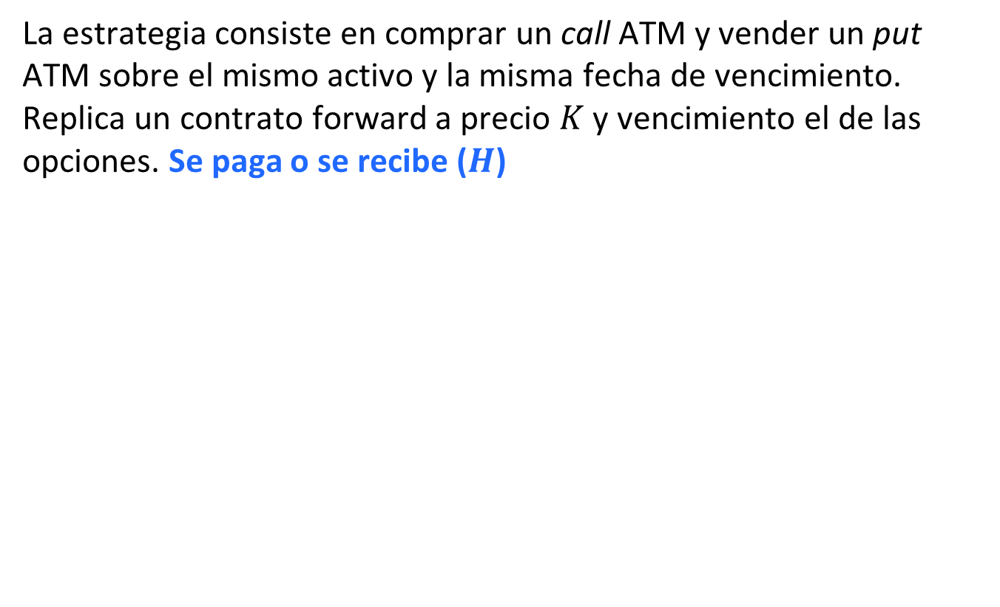 La estrategia consiste en comprar un call ATM y vender un put
ATM sobre el mismo activo y la misma fecha de vencimiento.
Replica un contrato forward a precio K y vencimiento el de las
opciones. Se paga o se recibe (H)